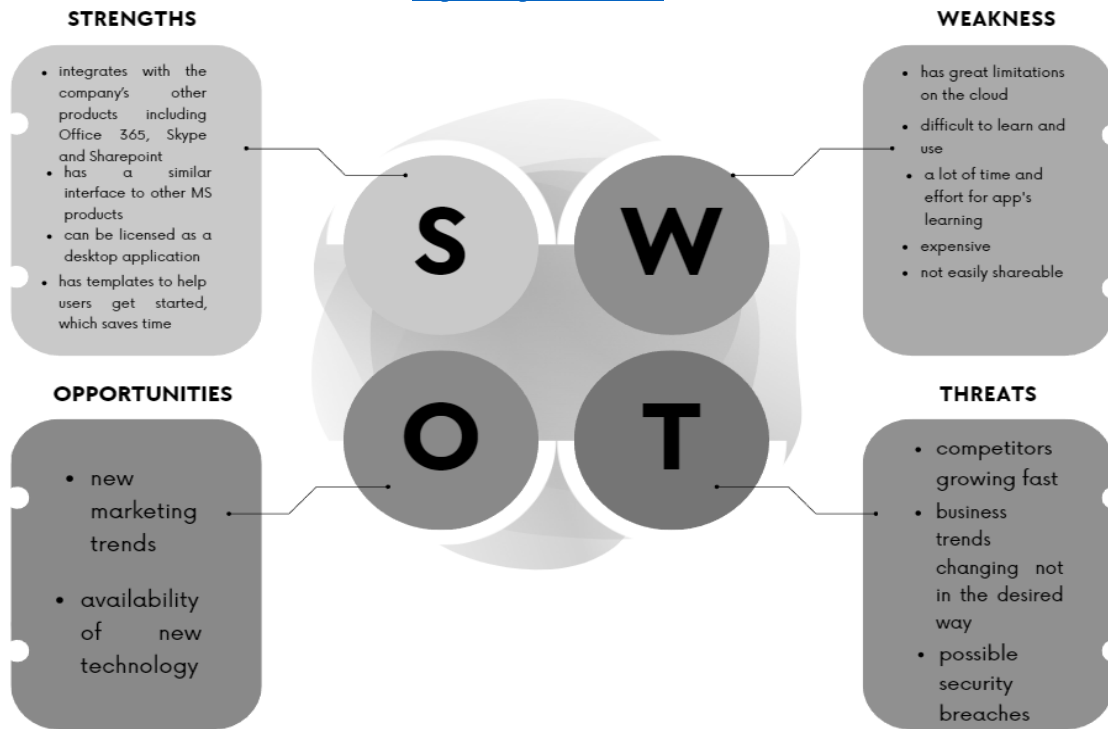 STRENGTHS
• integrates with the
company's other
products including
Office 365, Skype
and Sharepoint
• has a similar
interface to other MS
products
• can be licensed as a
desktop application
• has templates to help
users get started,
which saves time
WEAKNESS
• has great limitations
on the cloud
• difficult to learn and
use
• a lot of time and
effort for app's
learning
• expensive
• not easily shareable
S
W
O
T
OPPORTUNITIES
• new
marketing
trends
• availability
of new
technology
THREATS
• competitors
growing fast
• business
trends
changing not
in the desired
way
• possible
security
breaches